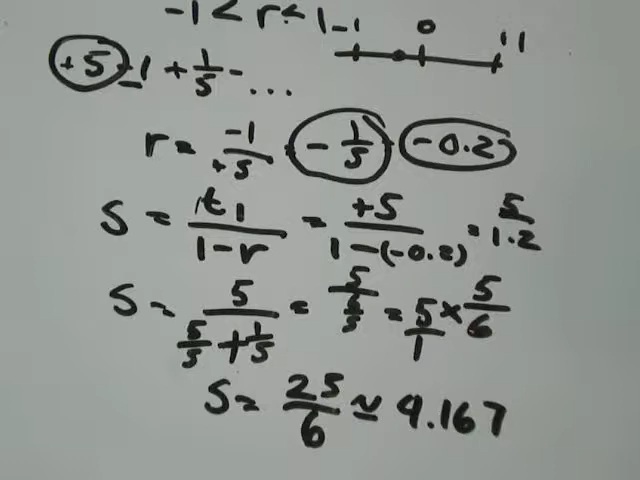 -1 < r < 1 -1 0 11
+5 -1 + 1/5 - ...
r = -1/+5 = -1/5 = -0.2
S = t1/(1-r) = +5/(1-(-0.2)) = 5/1.2
S = 5/(5/5 + 1/5) = 5/(6/5) = 5/1 × 5/6
S = 25/6 ≈ 4.167